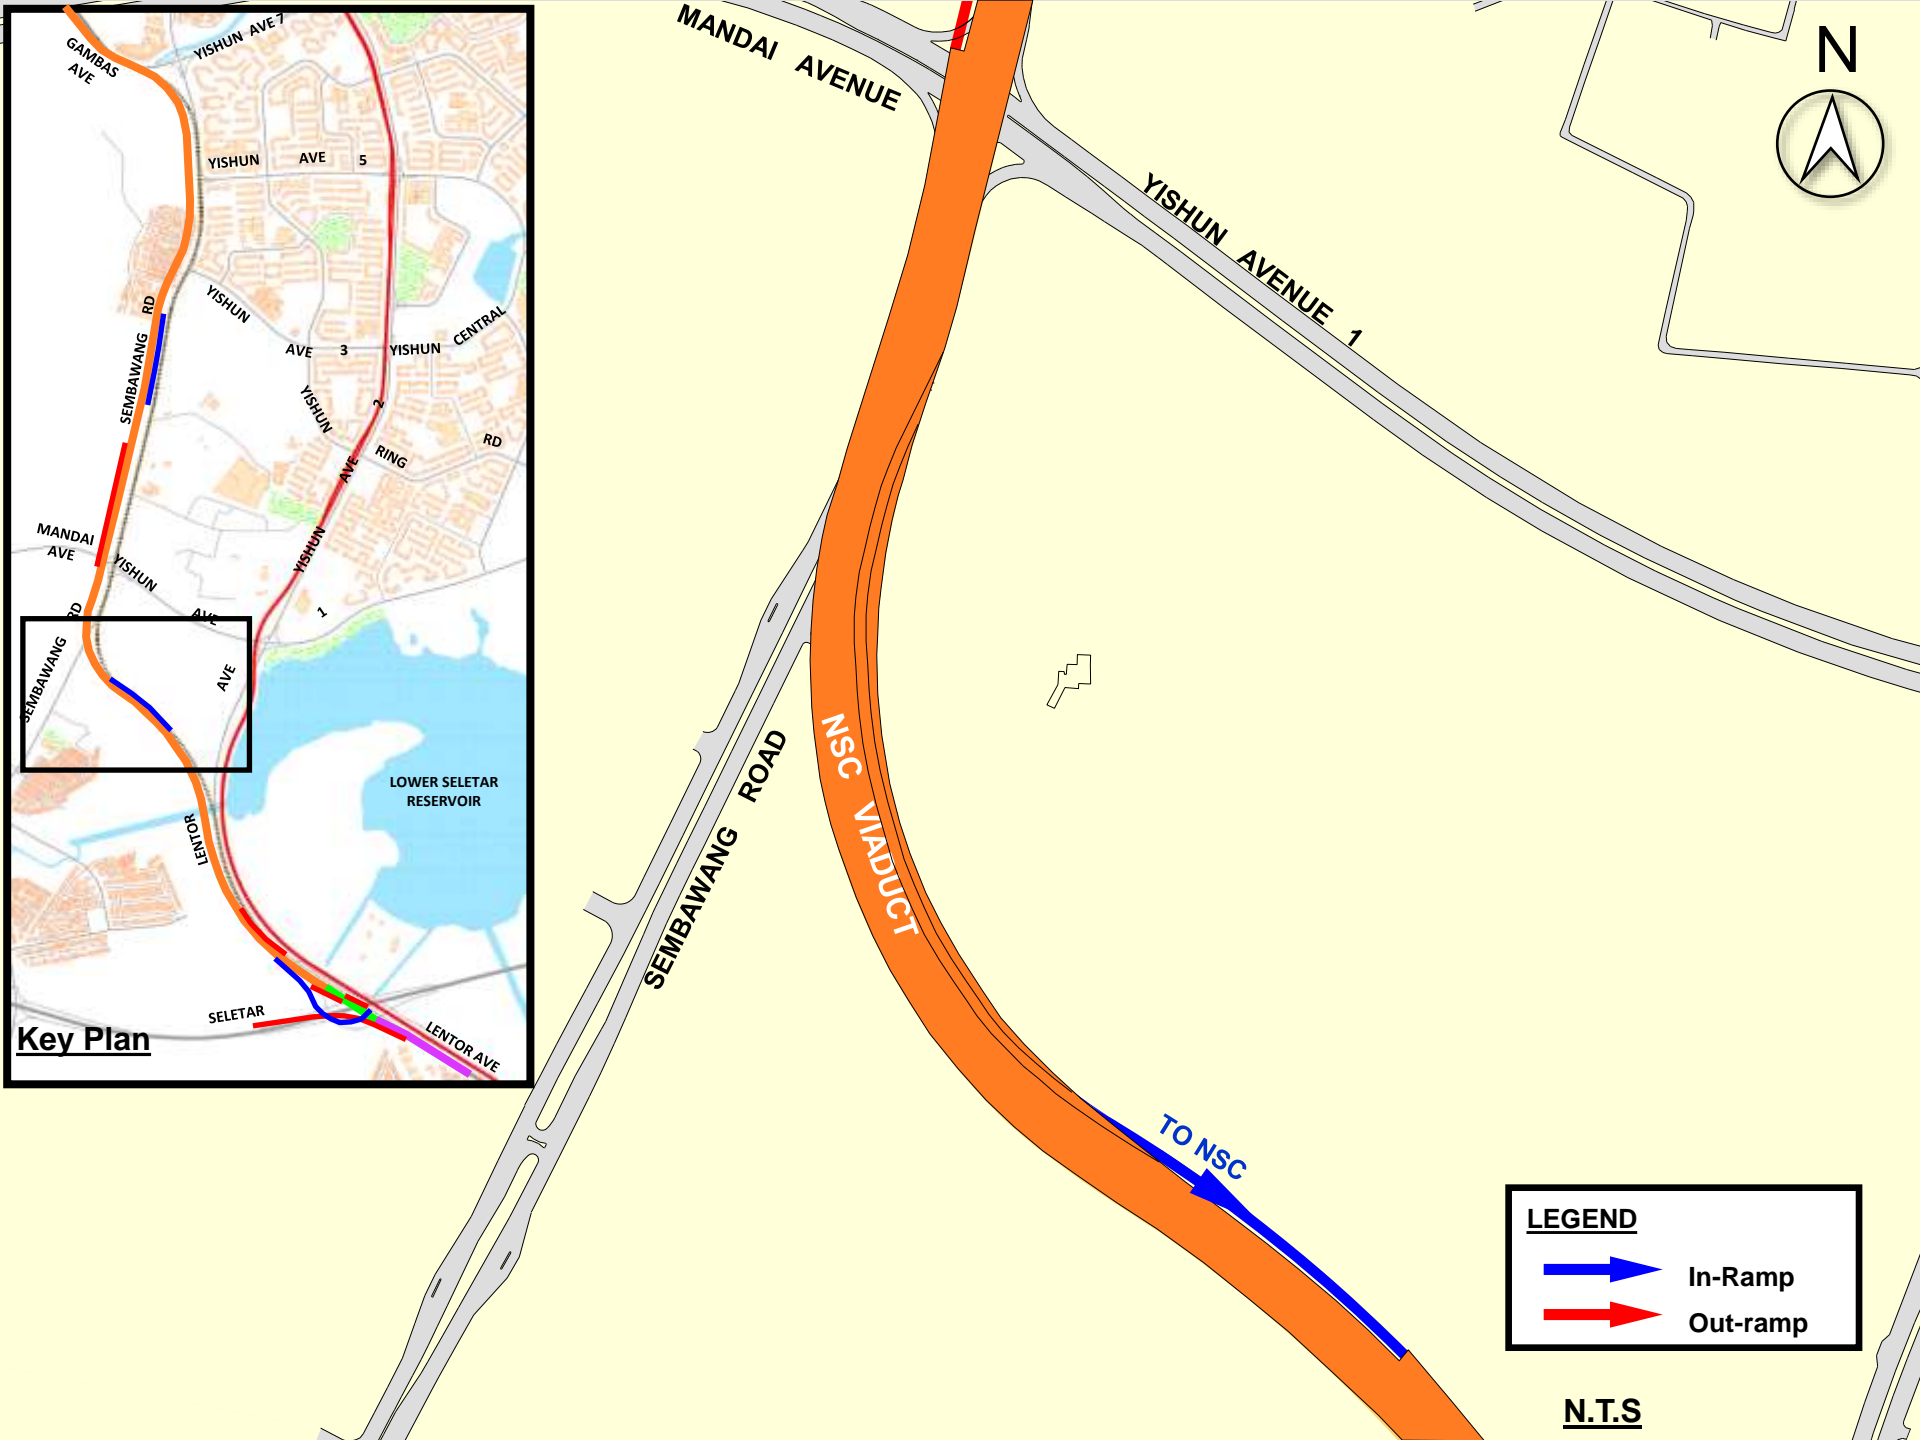 MANDAI AVENUE
N
YISHUN AVENUE 1
NSC VIADUCT
SEMBAWANG ROAD
TO NSC
LEGEND
In-Ramp
Out-ramp
N.T.S
GAMBAS
AVE
YISHUN AVE 7
YISHUN AVE 5
SEMBAWANG RD
YISHUN
AVE 3
YISHUN CENTRAL
YISHUN
RING
RD
YISHUN AVE 2
MANDAI
AVE
YISHUN
AVE
1
SEMBAWANG RD
AVE
LENTOR
LOWER SELETAR
RESERVOIR
SELETAR
LENTOR AVE
Key Plan